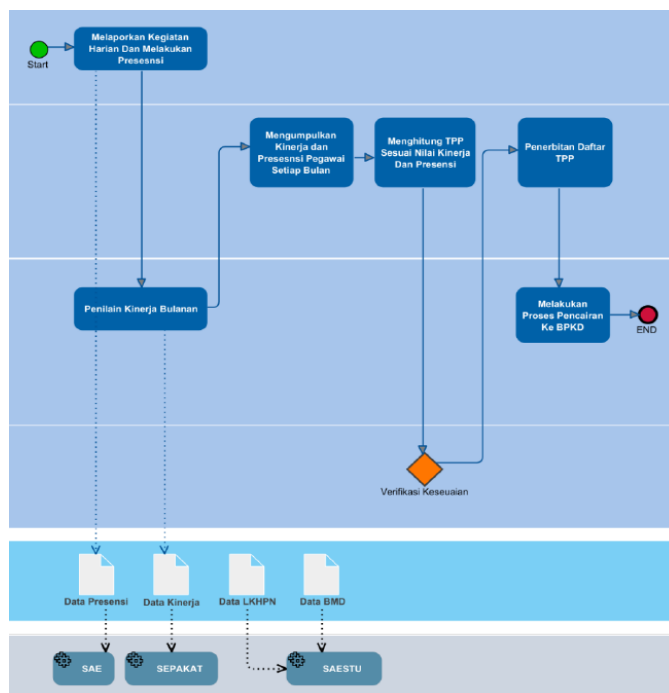 Melaporkan Kegiatan
Harian Dan Melakukan
Presesnsi
Start
Mengumpulkan
Kinerja dan
Presesnsi Pegawai
Setiap Bulan
Menghitung TPP
Sesuai Nilai Kinerja
Dan Presensi
Penerbitan Daftar
TPP
Penilain Kinerja Bulanan
Melakukan
Proses Pencairan
Ke BPKD
END
Verifikasi Keseuaian
Data Presensi
Data Kinerja
Data LKHPN
Data BMD
SAE
SEPAKAT
SAESTU